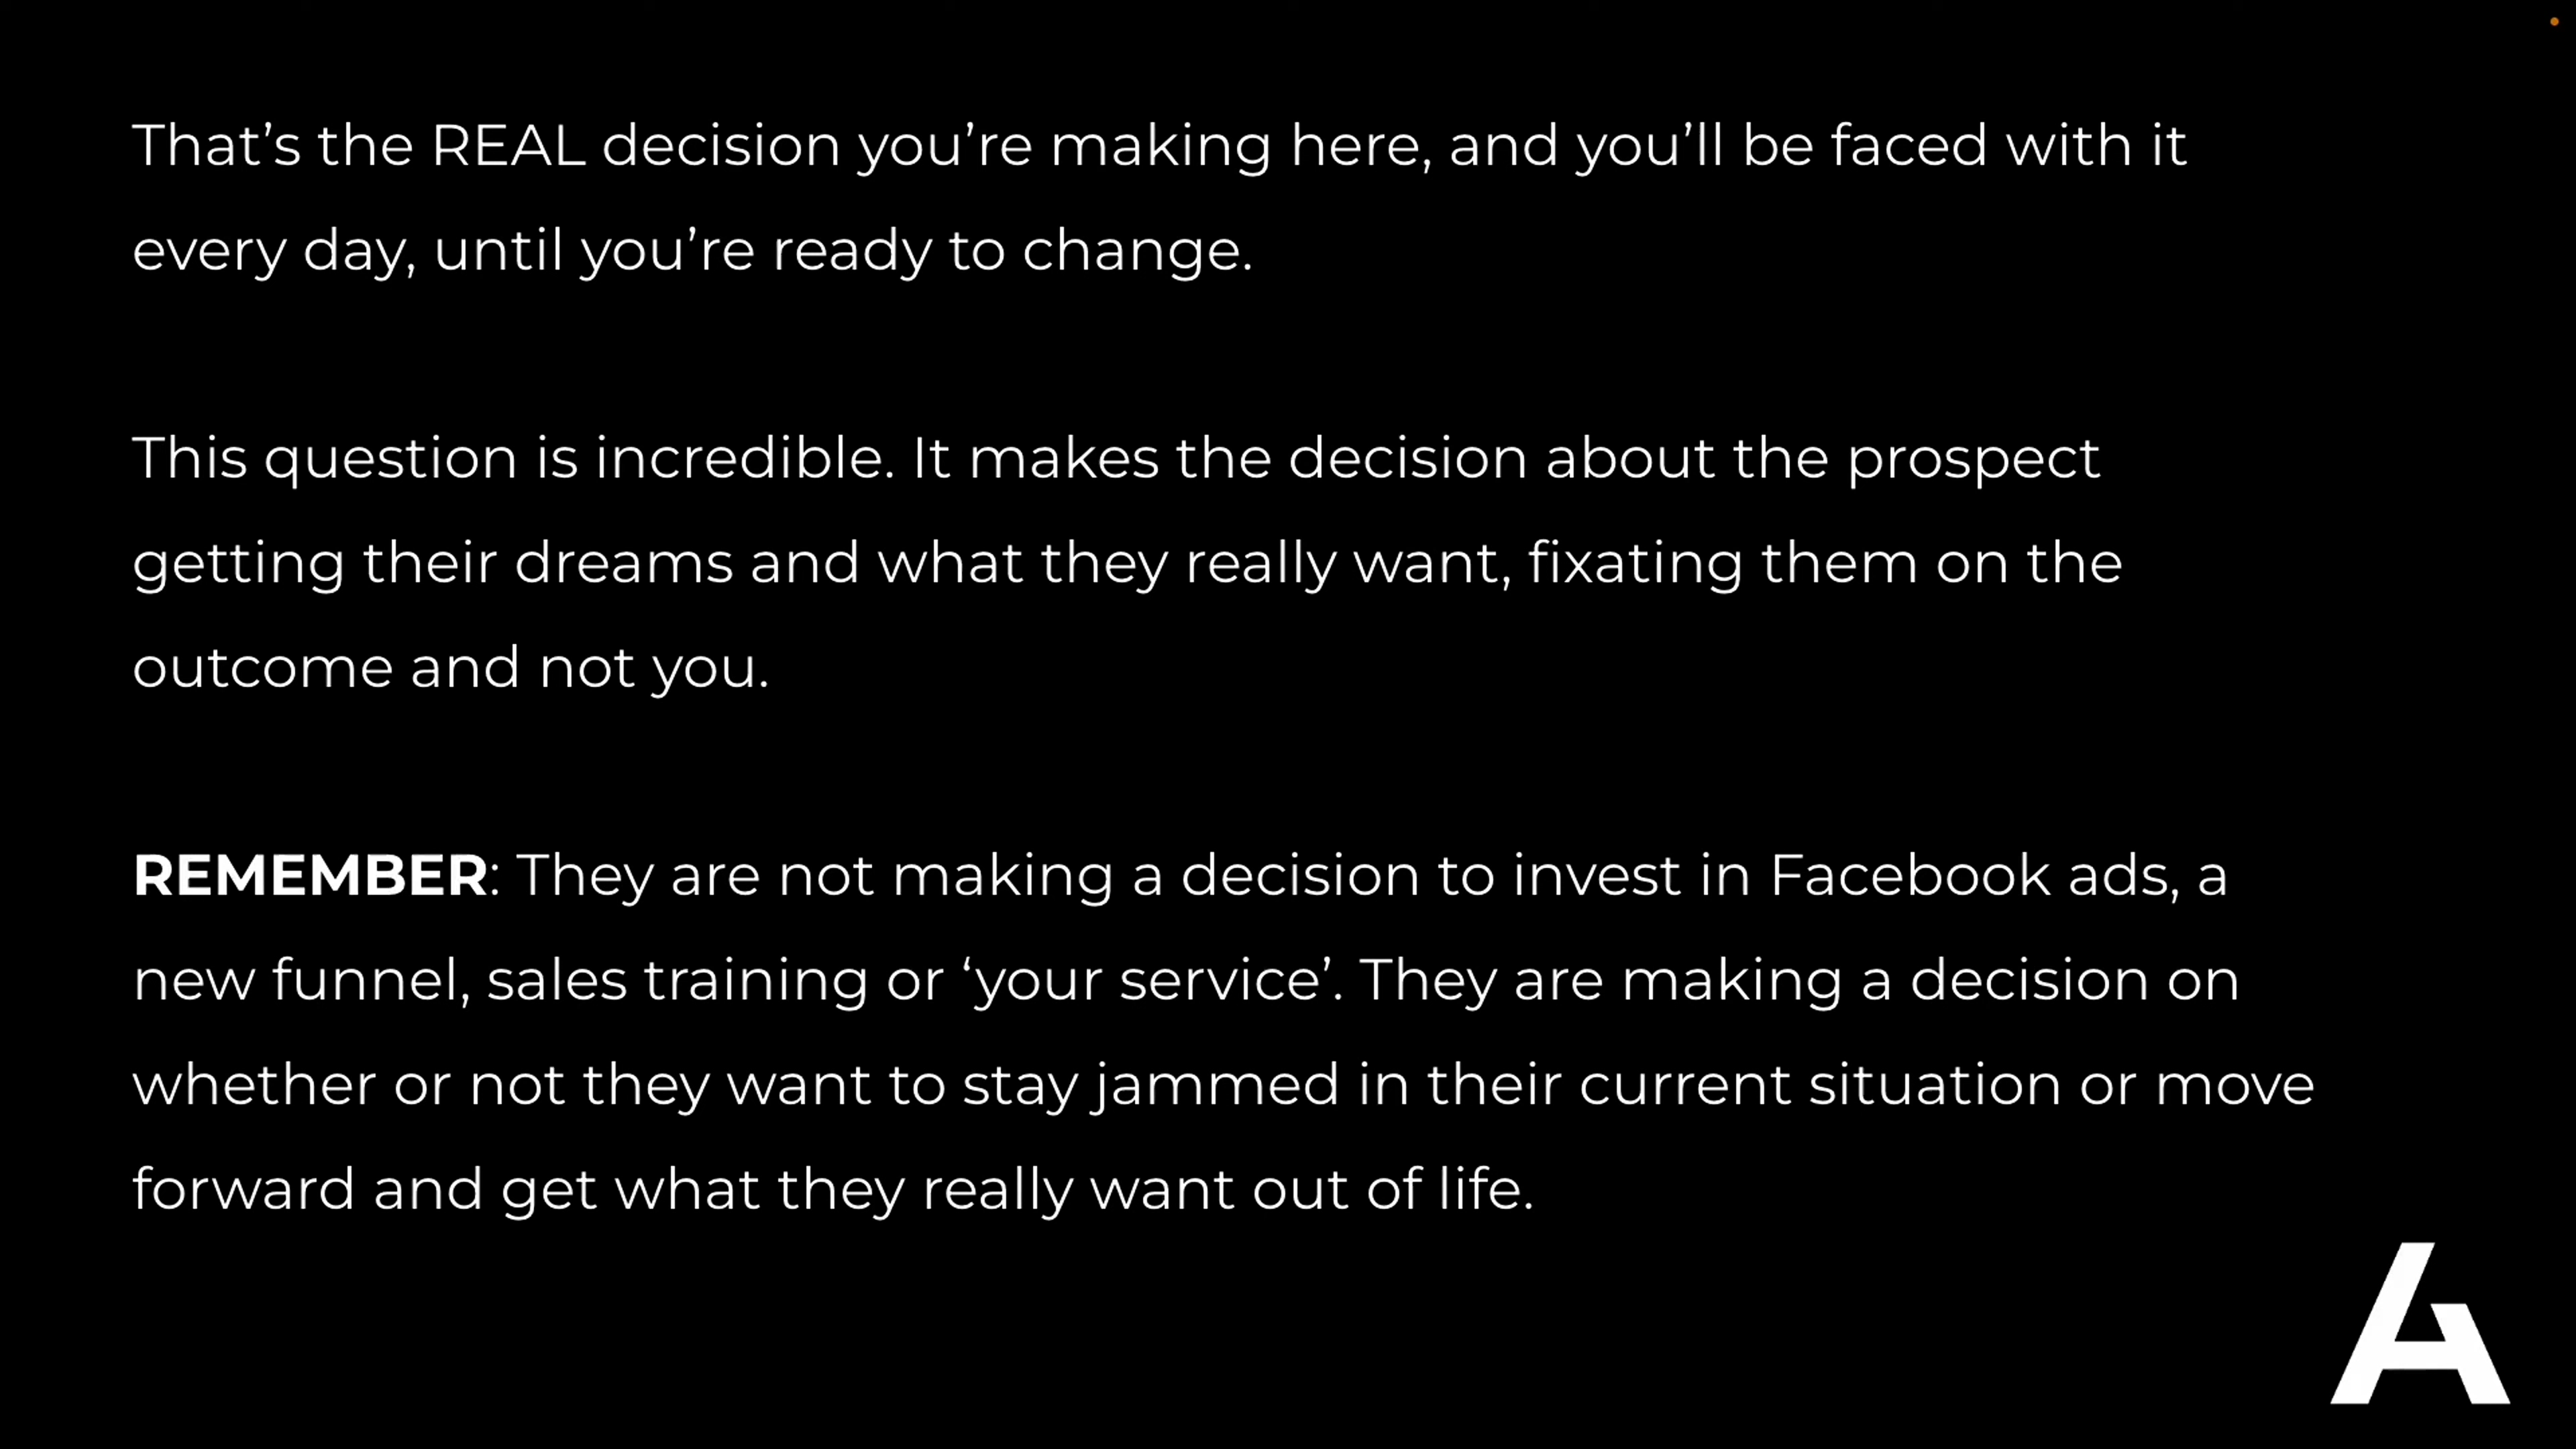 That’s the REAL decision you’re making here, and you’ll be faced with it
every day, until you’re ready to change.
This question is incredible. It makes the decision about the prospect
getting their dreams and what they really want, fixating them on the
outcome and not you.
REMEMBER: They are not making a decision to invest in Facebook ads, a
new funnel, sales training or ‘your service’. They are making a decision on
whether or not they want to stay jammed in their current situation or move
forward and get what they really want out of life.